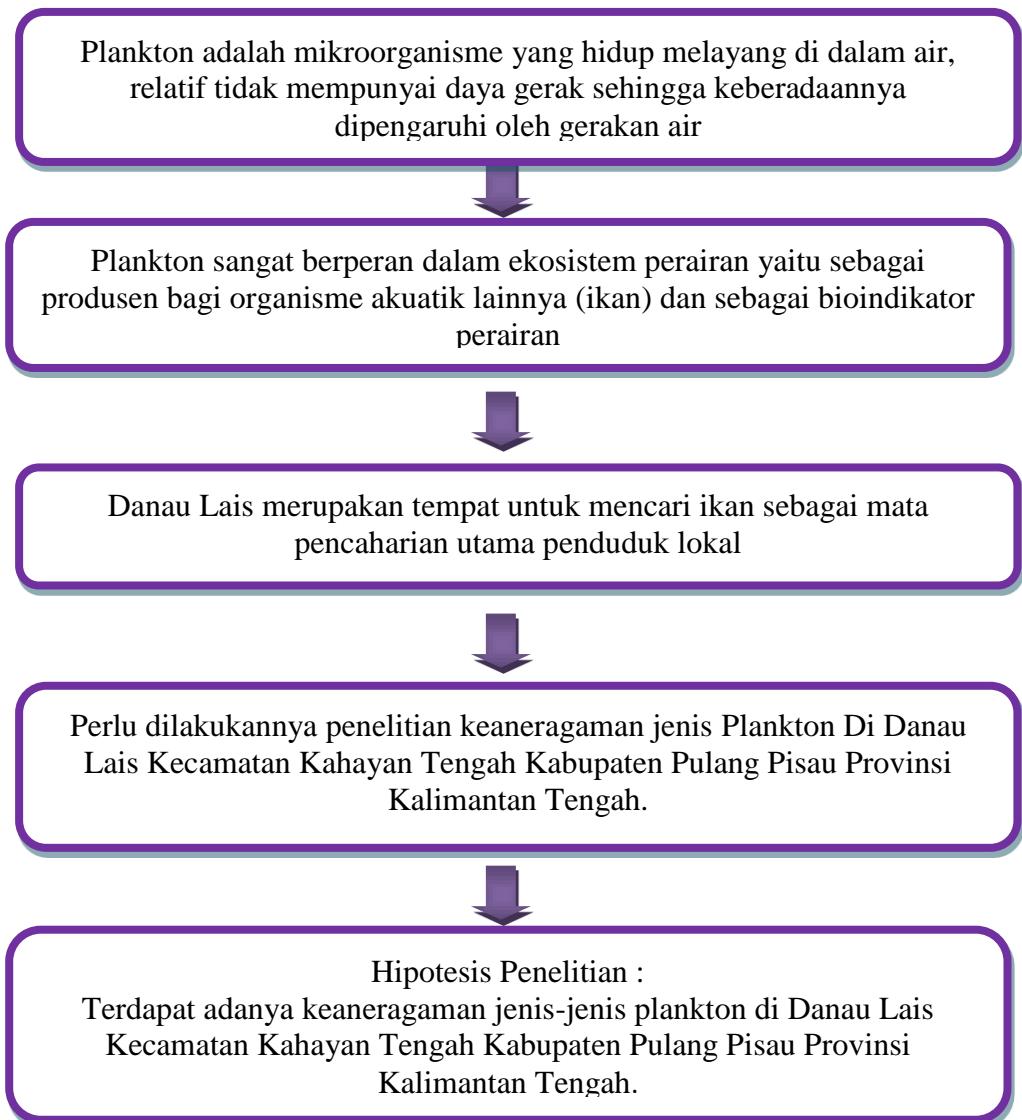 Plankton adalah mikroorganisme yang hidup melayang di dalam air,
relatif tidak mempunyai daya gerak sehingga keberadaannya
dipengaruhi oleh gerakan air
Plankton sangat berperan dalam ekosistem perairan yaitu sebagai
produsen bagi organisme akuatik lainnya (ikan) dan sebagai bioindikator
perairan
Danau Lais merupakan tempat untuk mencari ikan sebagai mata
pencaharian utama penduduk lokal
Perlu dilakukannya penelitian keaneragaman jenis Plankton Di Danau
Lais Kecamatan Kahayan Tengah Kabupaten Pulang Pisau Provinsi
Kalimantan Tengah.
Hipotesis Penelitian :
Terdapat adanya keaneragaman jenis-jenis plankton di Danau Lais
Kecamatan Kahayan Tengah Kabupaten Pulang Pisau Provinsi
Kalimantan Tengah.